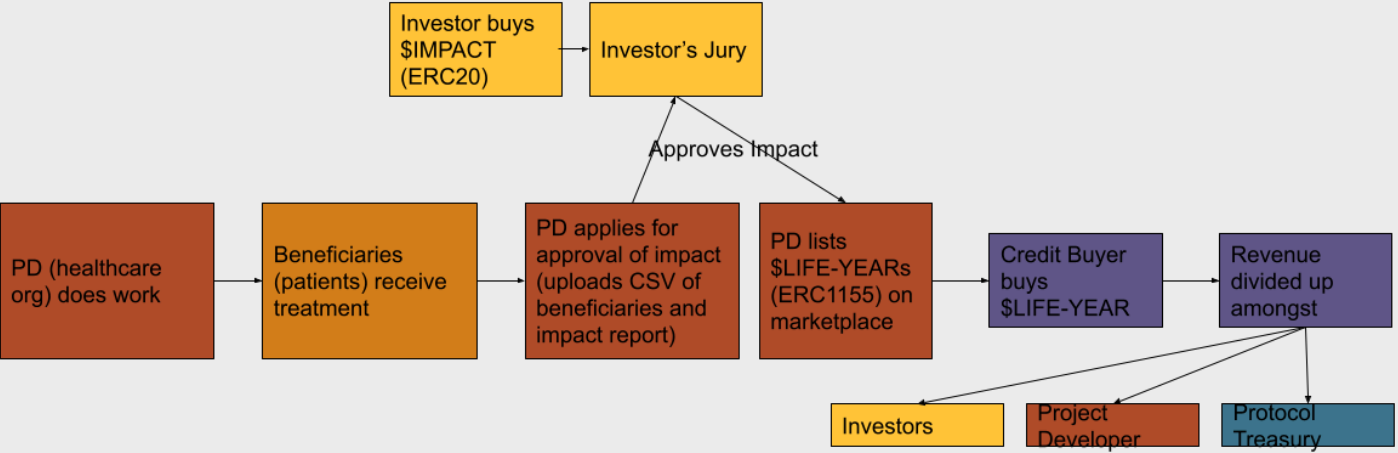 Investor buys
$IMPACT
(ERC20)
Investor’s Jury
Approves Impact
PD (healthcare
org) does work
Beneficiaries
(patients) receive
treatment
PD applies for
approval of impact
(uploads CSV of
beneficiaries and
impact report)
PD lists
$LIFE-YEARs
(ERC1155) on
marketplace
Credit Buyer
buys
$LIFE-YEAR
Revenue
divided up
amongst
Investors
Project
Developer
Protocol
Treasury